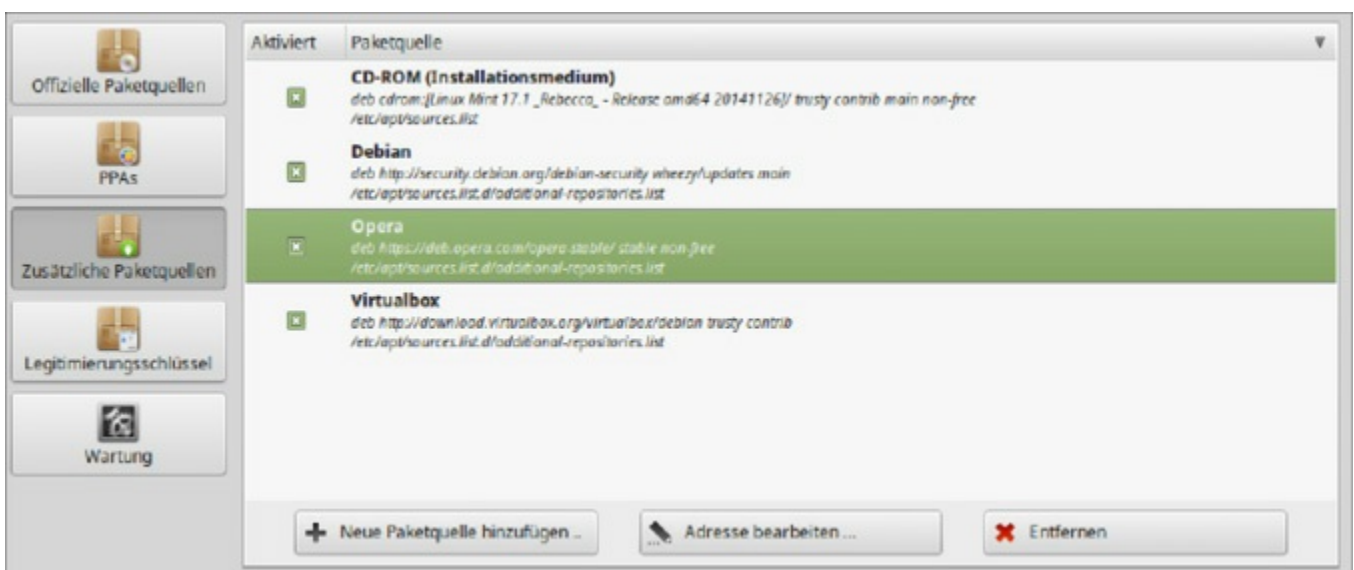 Offizielle Paketquellen
PPAs
Zusätzliche Paketquellen
Legitimierungsschlüssel
Wartung
Aktiviert Paketquelle
CD-ROM (Installationsmedium)
deb cdrom:[Linux Mint 17.1 _Rebecca_ - Release amd64 20141126]/ trusty contrib main non-free
/etc/apt/sources.list
Debian
deb http://security.debian.org/debian-security wheezy/updates main
/etc/apt/sources.list.d/additional-repositories.list
Opera
deb https://deb.opera.com/opera-stable/ stable non-free
/etc/apt/sources.list.d/additional-repositories.list
Virtualbox
deb http://download.virtualbox.org/virtualbox/debian trusty contrib
/etc/apt/sources.list.d/additional-repositories.list
Neue Paketquelle hinzufügen ..
Adresse bearbeiten ...
Entfernen